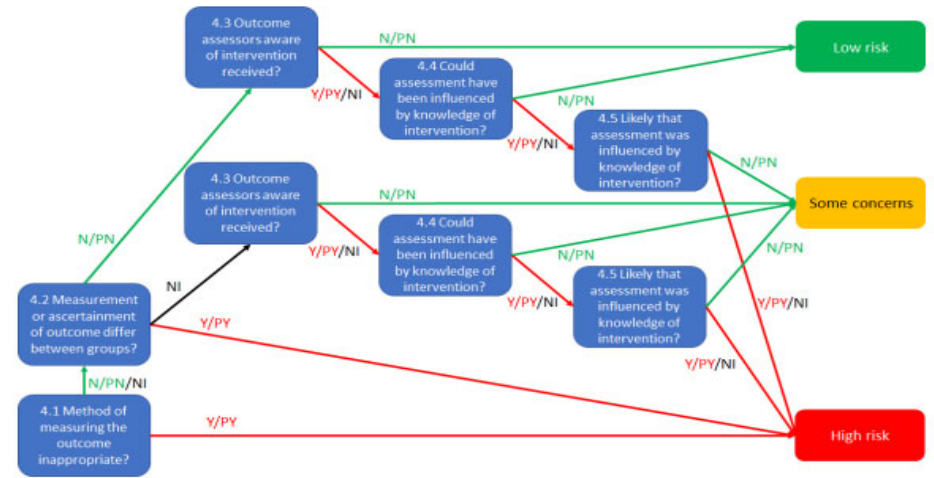 4.3 Outcome
assessors aware
of intervention
received?
N/PN
Low risk
Y/PY/NI
4.4 Could
assessment have
been influenced
by knowledge of
intervention?
N/PN
Y/PY/NI
4.5 Likely that
assessment was
influenced by
knowledge of
intervention?
N/PN
4.3 Outcome
assessors aware
of intervention
received?
N/PN
Some concerns
N/PN
Y/PY/NI
4.4 Could
assessment have
been influenced
by knowledge of
intervention?
N/PN
N/PN
Y/PY/NI
4.5 Likely that
assessment was
influenced by
knowledge of
intervention?
Y/PY/NI
NI
4.2 Measurement
or ascertainment
of outcome differ
between groups?
Y/PY
Y/PY/NI
N/PN/NI
4.1 Method of
measuring the
outcome
inappropriate?
Y/PY
High risk